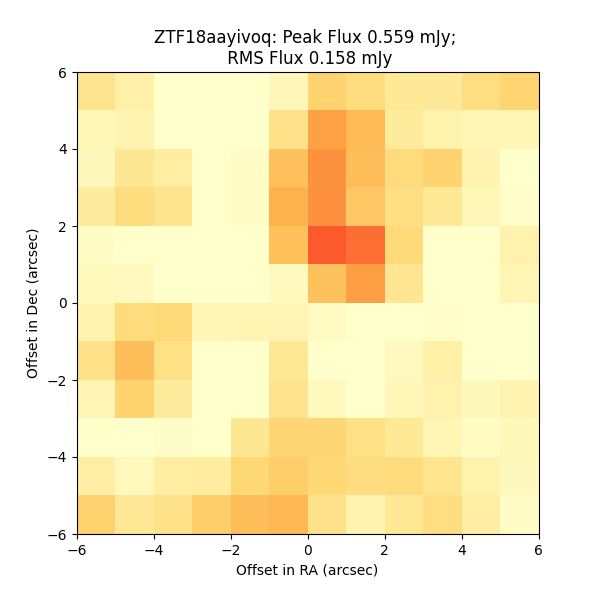 ZTF18aayivoq: Peak Flux 0.559 mJy;
RMS Flux 0.158 mJy
6
4
2
0
−2
−4
−6
Offset in Dec (arcsec)
−6 −4 −2 0 2 4 6
Offset in RA (arcsec)